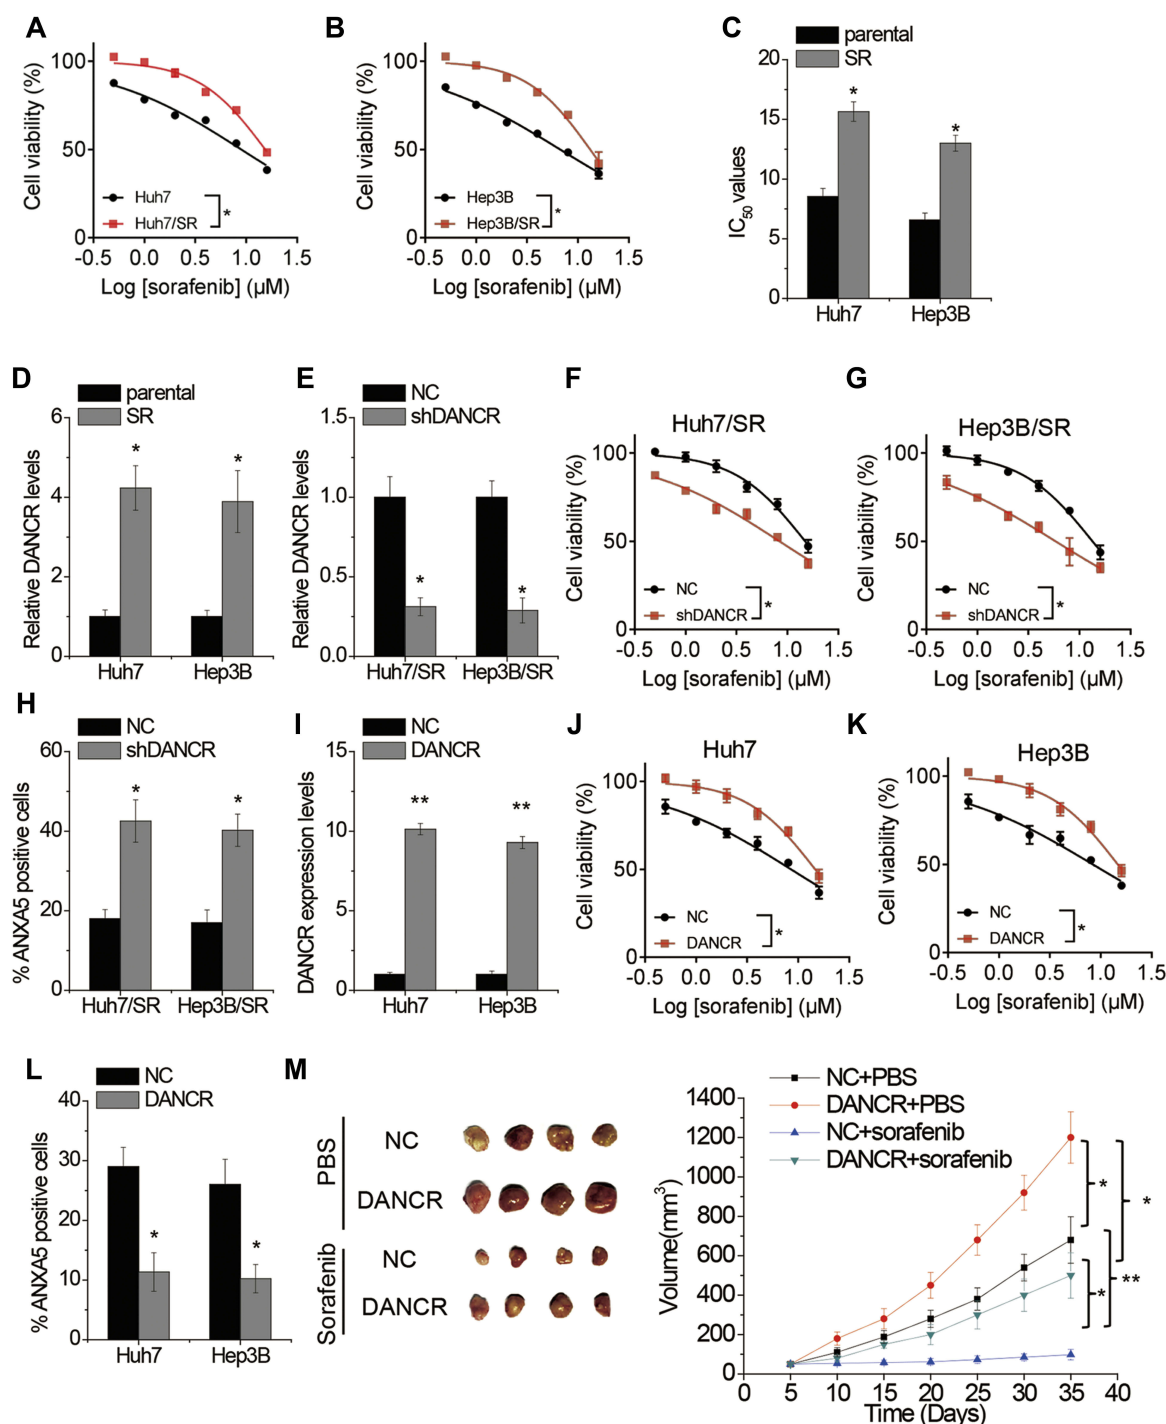 A
100
50
0
Cell viability (%)
Huh7
Huh7/SR
*
-0.5 0.0 0.5 1.0 1.5
Log [sorafenib] (µM)
B
100
50
0
Cell viability (%)
Hep3B
Hep3B/SR
*
-0.5 0.0 0.5 1.0 1.5
Log [sorafenib] (µM)
C
parental
SR
20
15
10
5
0
IC50 values
* *
Huh7 Hep3B
D
parental
SR
6
4
2
0
Relative DANCR levels
* *
Huh7 Hep3B
E
NC
shDANCR
1.5
1.0
0.5
0.0
Relative DANCR levels
* *
Huh7/SR Hep3B/SR
F
Huh7/SR
100
50
0
Cell viability (%)
NC
shDANCR
*
-0.5 0.0 0.5 1.0 1.5
Log [sorafenib] (µM)
G
Hep3B/SR
100
50
0
Cell viability (%)
NC
shDANCR
*
-0.5 0.0 0.5 1.0 1.5
Log [sorafenib] (µM)
H
NC
shDANCR
60
40
20
0
% ANXA5 positive cells
* *
Huh7/SR Hep3B/SR
I
NC
DANCR
15
10
5
0
DANCR expression levels
** **
Huh7 Hep3B
J
Huh7
100
50
0
Cell viability (%)
NC
DANCR
*
-0.5 0.0 0.5 1.0 1.5
Log [sorafenib] (µM)
K
Hep3B
100
50
0
Cell viability (%)
NC
DANCR
*
-0.5 0.0 0.5 1.0 1.5
Log [sorafenib] (µM)
L
NC
DANCR
40
30
20
10
0
% ANXA5 positive cells
* *
Huh7 Hep3B
M
PBS
NC
DANCR
Sorafenib
NC
DANCR
NC+PBS
DANCR+PBS
NC+sorafenib
DANCR+sorafenib
1400
1200
1000
800
600
400
200
0
Volume(mm3)
*
*
*
**
0 5 10 15 20 25 30 35 40
Time (Days)